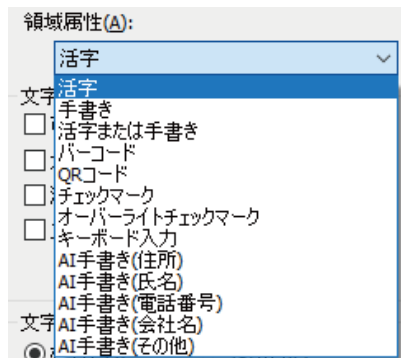 領域属性(A):
活字
文字
活字
手書き
活字または手書き
バーコード
QRコード
チェックマーク
オーバーライトチェックマーク
キーボード入力
AI手書き(住所)
AI手書き(氏名)
AI手書き(電話番号)
文字
AI手書き(会社名)
AI手書き(その他)